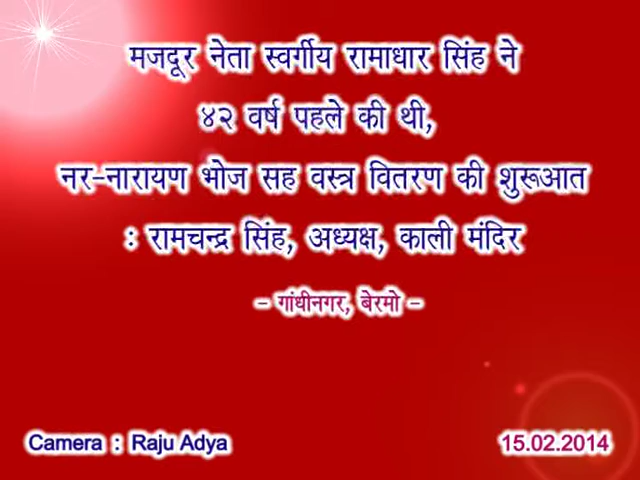 मजदूर नेता स्वर्गीय रामाधार सिंह ने
४२ वर्ष पहले की थी,
नर-नारायण भोज सह वस्त्र वितरण की शुरूआत
: रामचन्द्र सिंह, अध्यक्ष, काली मंदिर
- गांधीनगर, बेरमो -
Camera : Raju Adya
15.02.2014